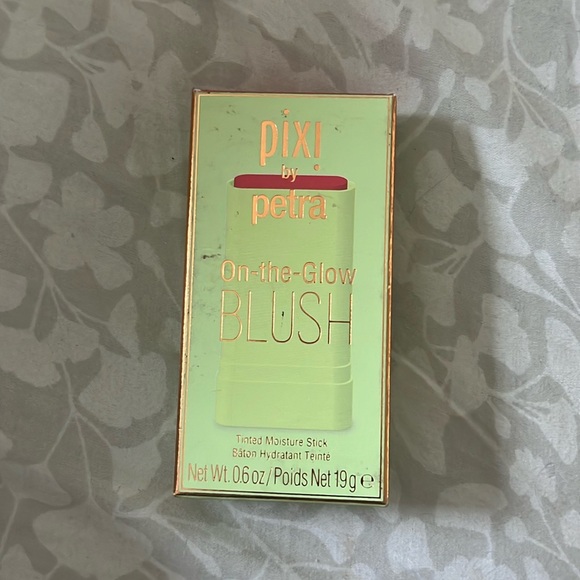 pixi
by
petra
On-the-Glow
BLUSH
Tinted Moisture Stick
Bâton Hydratant Teinté
Net Wt. 0.6 oz/Poids Net 19 g ℮